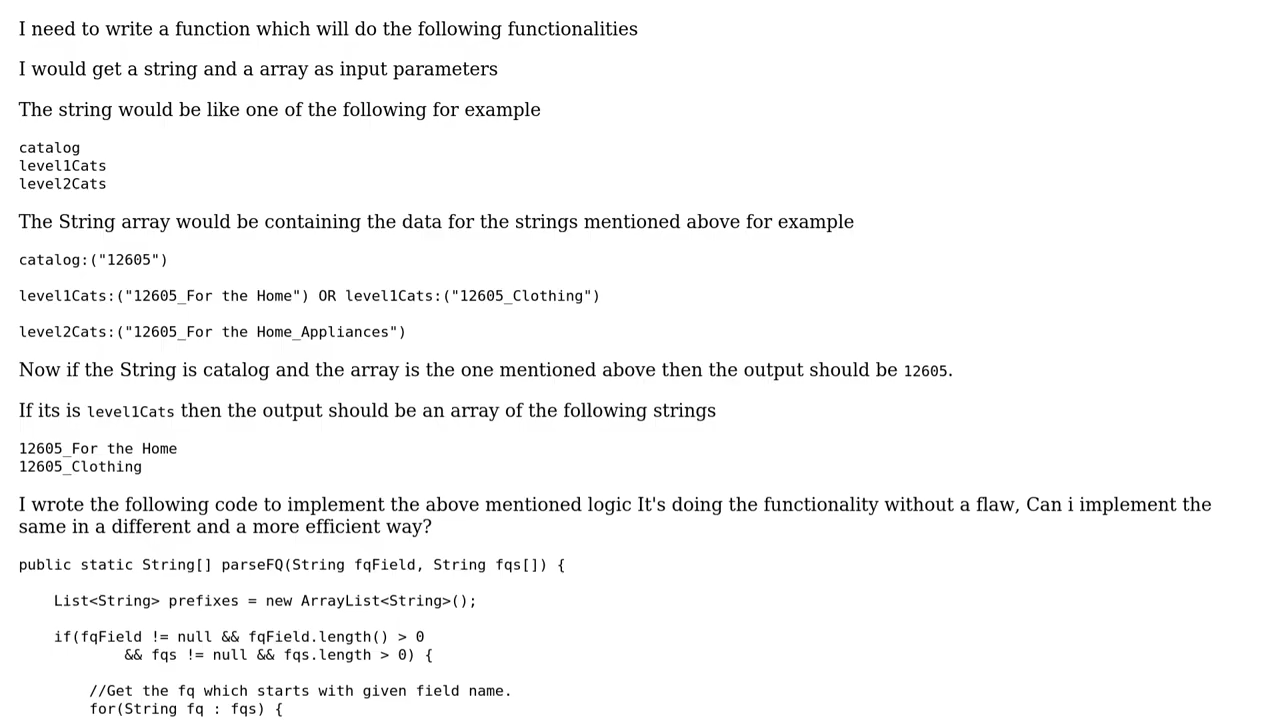 I need to write a function which will do the following functionalities
I would get a string and a array as input parameters
The string would be like one of the following for example
catalog
level1Cats
level2Cats
The String array would be containing the data for the strings mentioned above for example
catalog:("12605")
level1Cats:("12605_For the Home") OR level1Cats:("12605_Clothing")
level2Cats:("12605_For the Home_Appliances")
Now if the String is catalog and the array is the one mentioned above then the output should be 12605.
If its is level1Cats then the output should be an array of the following strings
12605_For the Home
12605_Clothing
I wrote the following code to implement the above mentioned logic It's doing the functionality without a flaw, Can i implement the
same in a different and a more efficient way?
public static String[] parseFQ(String fqField, String fqs[]) {
    List<String> prefixes = new ArrayList<String>();
    if(fqField != null && fqField.length() > 0
            && fqs != null && fqs.length > 0) {
        //Get the fq which starts with given field name.
        for(String fq : fqs) {